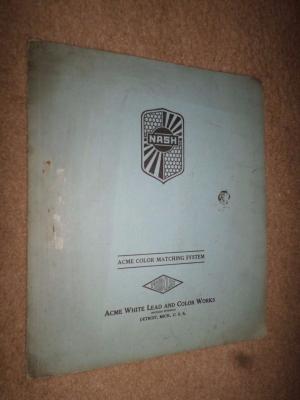 NASH
ACME COLOR MATCHING SYSTEM
ACME WHITE LEAD AND COLOR WORKS
DETROIT, MICH., U. S. A.